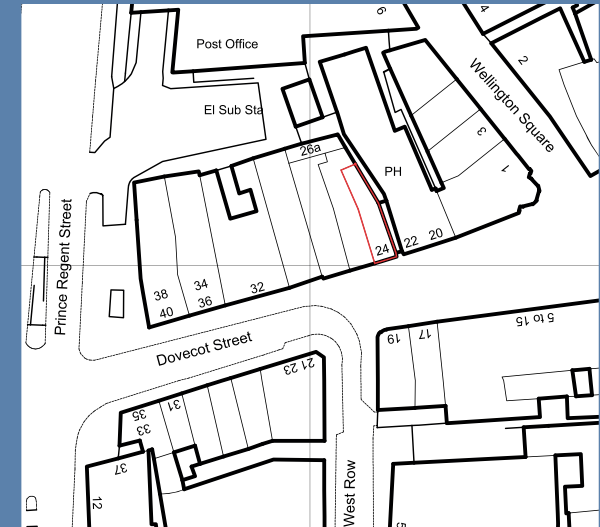 6
4
Post Office
2
Wellington Square
El Sub Sta
3
26a
PH
1
Prince Regent Street
24
22
20
38
34
32
40
36
5 to 15
19
17
Dovecot Street
21 23
35
31
33
37
12
West Row